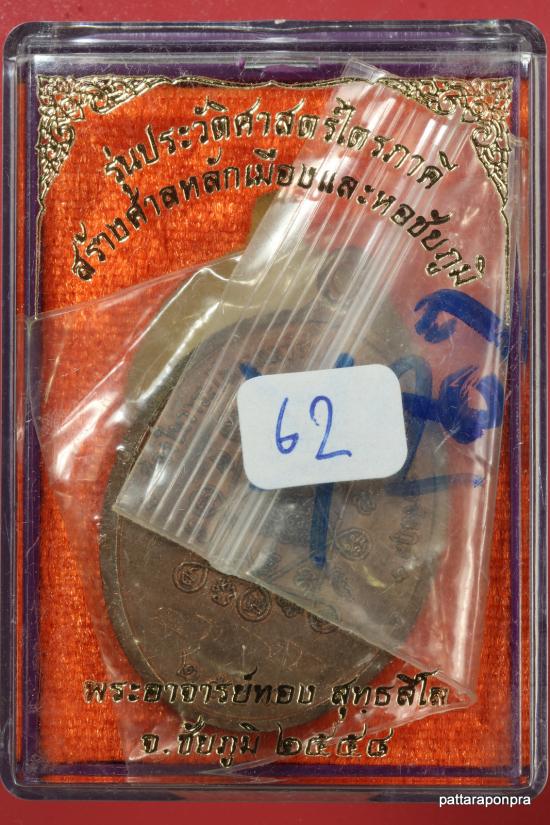 รุ่นประวัติศาสตร์ไตรภาคี
สร้างศาลหลักเมืองและหอชัยภูมิ
62
พระอาจารย์ทอง สุทธสีโล
จ.ชัยภูมิ ๒๕๕๔
pattaraponpra